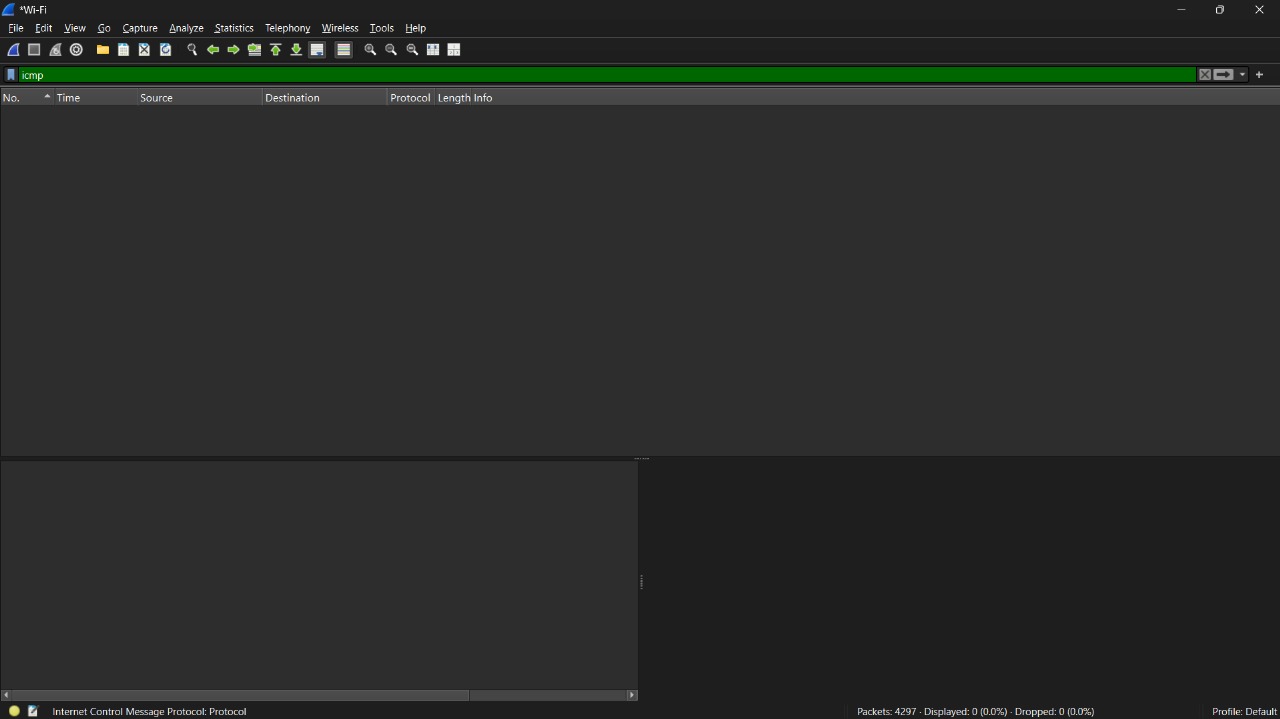 *Wi-Fi
File Edit View Go Capture Analyze Statistics Telephony Wireless Tools Help
icmp
No. Time Source Destination Protocol Length Info
Internet Control Message Protocol: Protocol Packets: 4297 · Displayed: 0 (0.0%) · Dropped: 0 (0.0%) Profile: Default